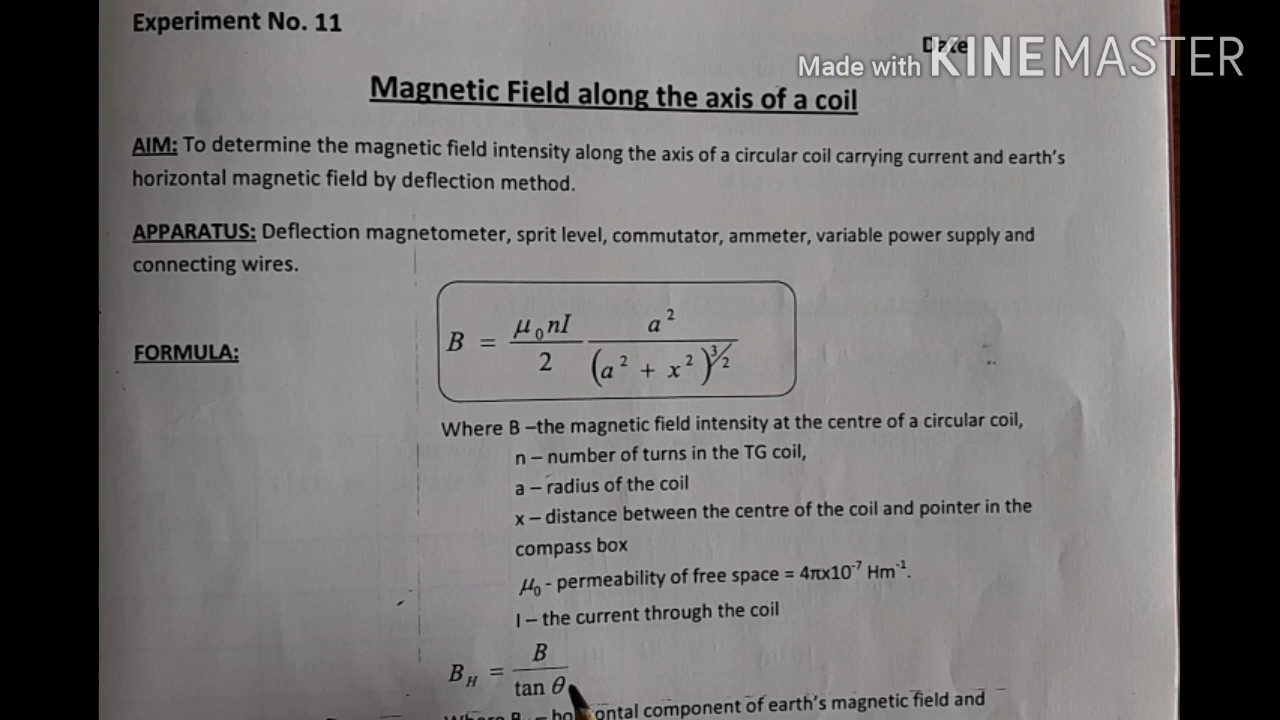 Experiment No. 11
Date
Made with KINEMASTER
Magnetic Field along the axis of a coil
AIM: To determine the magnetic field intensity along the axis of a circular coil carrying current and earth's
horizontal magnetic field by deflection method.
APPARATUS: Deflection magnetometer, sprit level, commutator, ammeter, variable power supply and
connecting wires.
FORMULA:
B = μ₀nI / 2 a² / (a² + x²)^3/2
Where B –the magnetic field intensity at the centre of a circular coil,
n – number of turns in the TG coil,
a – radius of the coil
x – distance between the centre of the coil and pointer in the
compass box
μ₀ - permeability of free space = 4πx10⁻⁷ Hm⁻¹.
I – the current through the coil
B_H = B / tan θ
ontal component of earth's magnetic field and